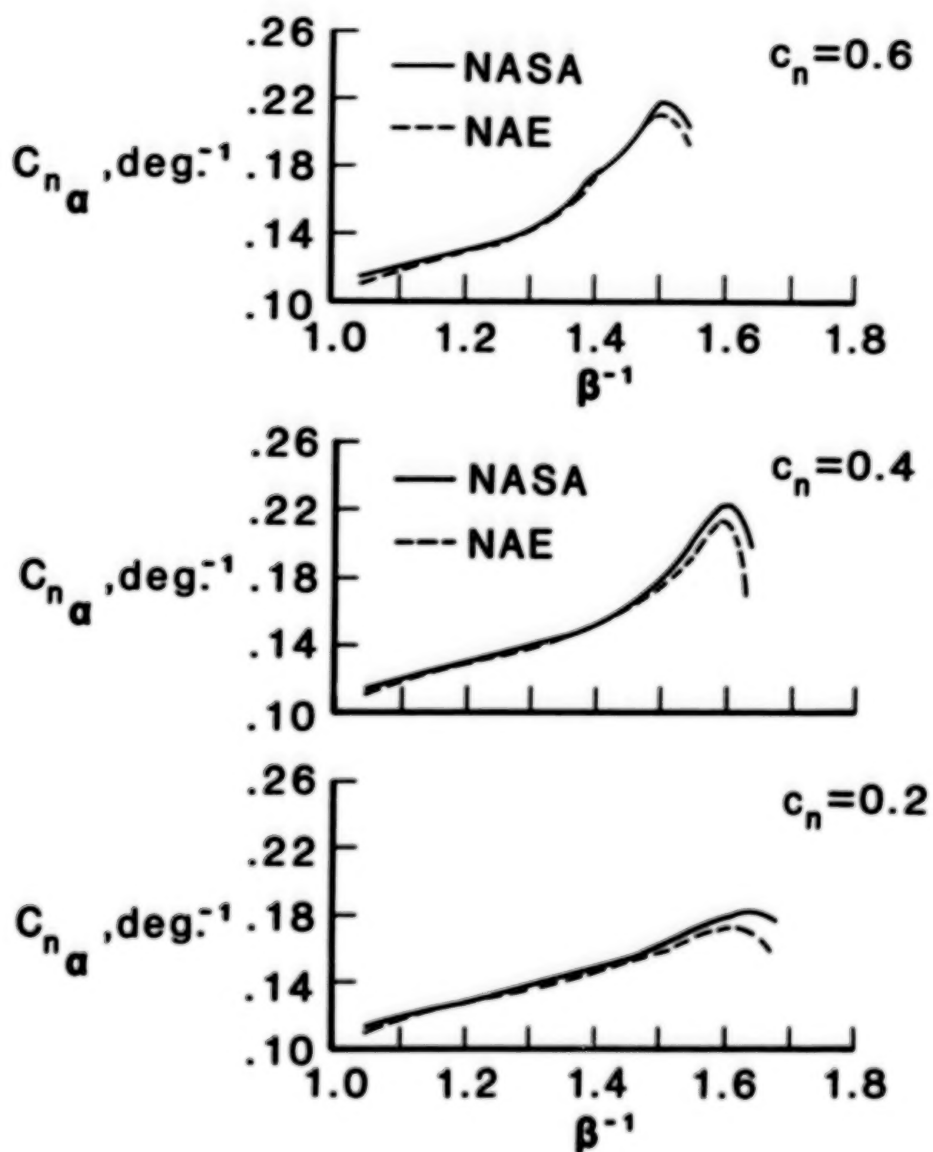 .26
.22
.18
.14
.10
C_nα ,deg.⁻¹
NASA
NAE
c_n=0.6
1.0 1.2 1.4 1.6 1.8
β⁻¹
.26
.22
.18
.14
.10
C_nα ,deg.⁻¹
NASA
NAE
c_n=0.4
.26
.22
.18
.14
.10
C_nα ,deg.⁻¹
c_n=0.2
1.0 1.2 1.4 1.6 1.8
β⁻¹